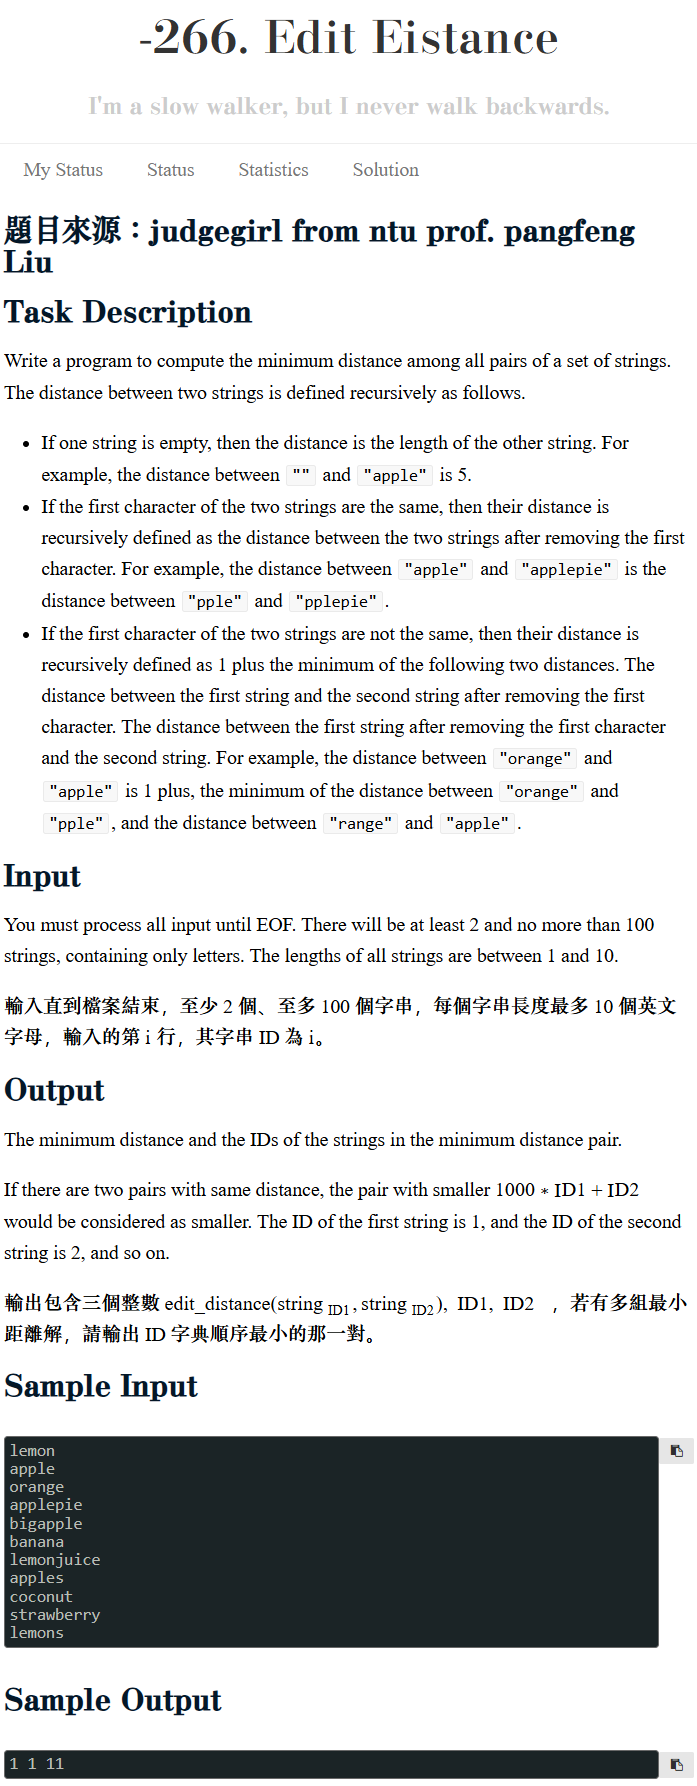 -266. Edit Eistance
I'm a slow walker, but I never walk backwards.
My Status Status Statistics Solution
題目來源：judgegirl from ntu prof. pangfeng
Liu
Task Description
Write a program to compute the minimum distance among all pairs of a set of strings.
The distance between two strings is defined recursively as follows.
• If one string is empty, then the distance is the length of the other string. For
example, the distance between "" and "apple" is 5.
• If the first character of the two strings are the same, then their distance is
recursively defined as the distance between the two strings after removing the first
character. For example, the distance between "apple" and "applepie" is the
distance between "pple" and "pplepie".
• If the first character of the two strings are not the same, then their distance is
recursively defined as 1 plus the minimum of the following two distances. The
distance between the first string and the second string after removing the first
character. The distance between the first string after removing the first character
and the second string. For example, the distance between "orange" and
"apple" is 1 plus, the minimum of the distance between "orange" and
"pple", and the distance between "range" and "apple".
Input
You must process all input until EOF. There will be at least 2 and no more than 100
strings, containing only letters. The lengths of all strings are between 1 and 10.
輸入直到檔案結束，至少 2 個、至多 100 個字串，每個字串長度最多 10 個英文
字母，輸入的第 i 行，其字串 ID 為 i。
Output
The minimum distance and the IDs of the strings in the minimum distance pair.
If there are two pairs with same distance, the pair with smaller 1000 * ID1 + ID2
would be considered as smaller. The ID of the first string is 1, and the ID of the second
string is 2, and so on.
輸出包含三個整數 edit_distance(string ID1, string ID2), ID1, ID2 ，若有多組最小
距離解，請輸出 ID 字典順序最小的那一對。
Sample Input
lemon
apple
orange
applepie
bigapple
banana
lemonjuice
apples
coconut
strawberry
lemons
Sample Output
1 1 11